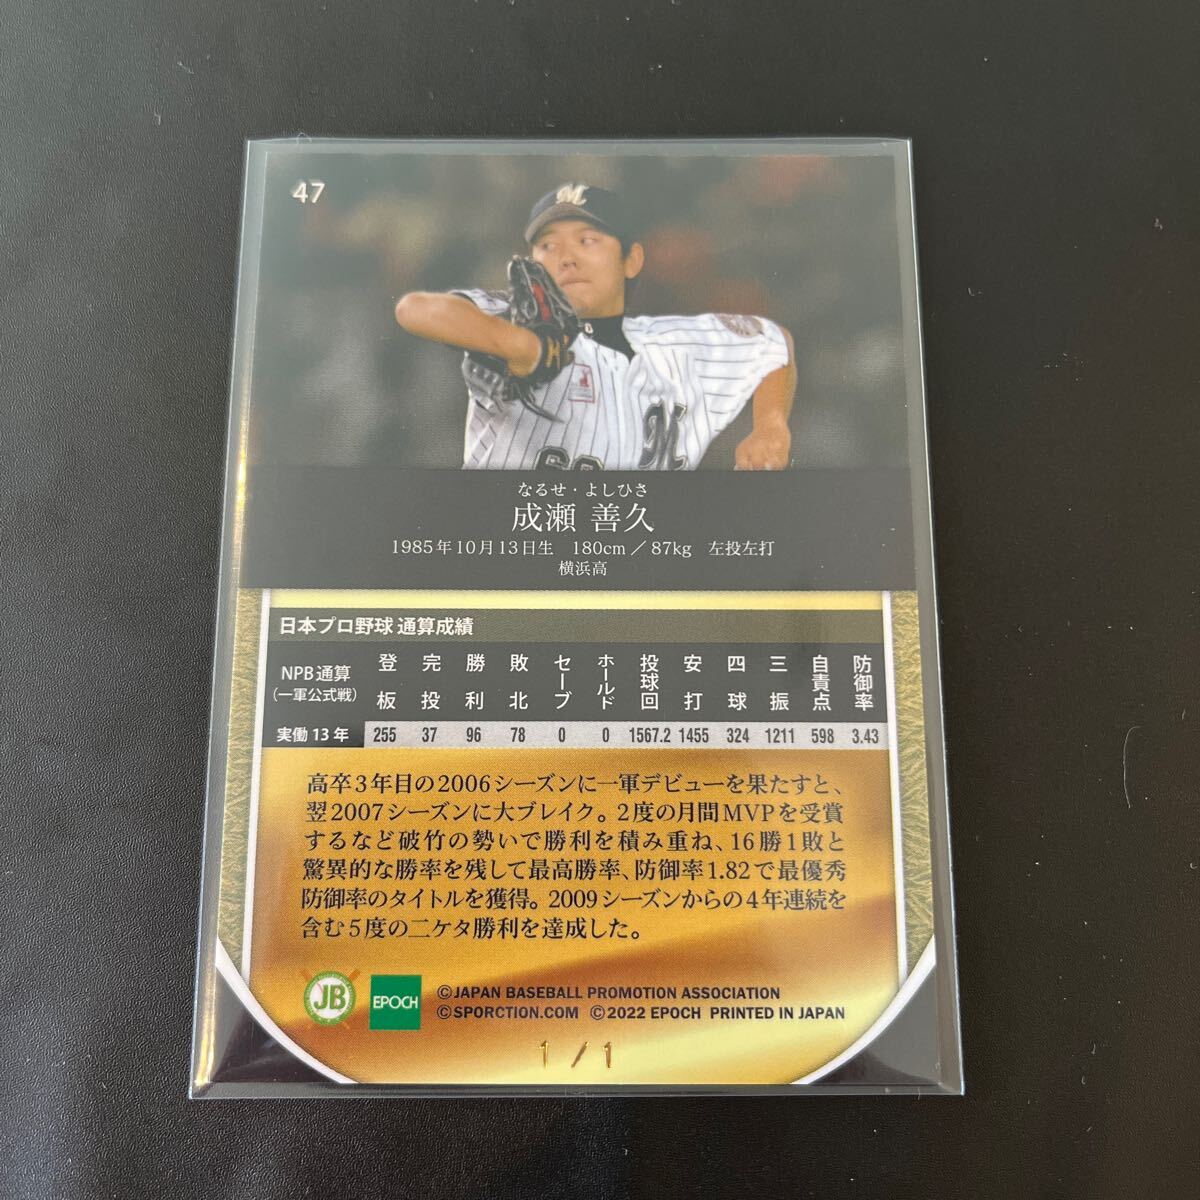 47
M
M
60
なるせ・よしひさ
成瀬 善久
1985年10月13日生 180cm／87kg 左投左打
横浜高
日本プロ野球 通算成績
NPB通算
（一軍公式戦） 登板 完投 勝利 敗北 セーブ ホールド 投球回 安打 四球 三振 自責点 防御率
実働13年 255 37 96 78 0 0 1567.2 1455 324 1211 598 3.43
高卒3年目の2006シーズンに一軍デビューを果たすと、
翌2007シーズンに大ブレイク。2度の月間MVPを受賞
するなど破竹の勢いで勝利を積み重ね、16勝1敗と
驚異的な勝率を残して最高勝率、防御率1.82で最優秀
防御率のタイトルを獲得。2009シーズンからの4年連続を
含む5度の二ケタ勝利を達成した。
JB EPOCH ©JAPAN BASEBALL PROMOTION ASSOCIATION
©SPORCTION.COM ©2022 EPOCH PRINTED IN JAPAN
1/1